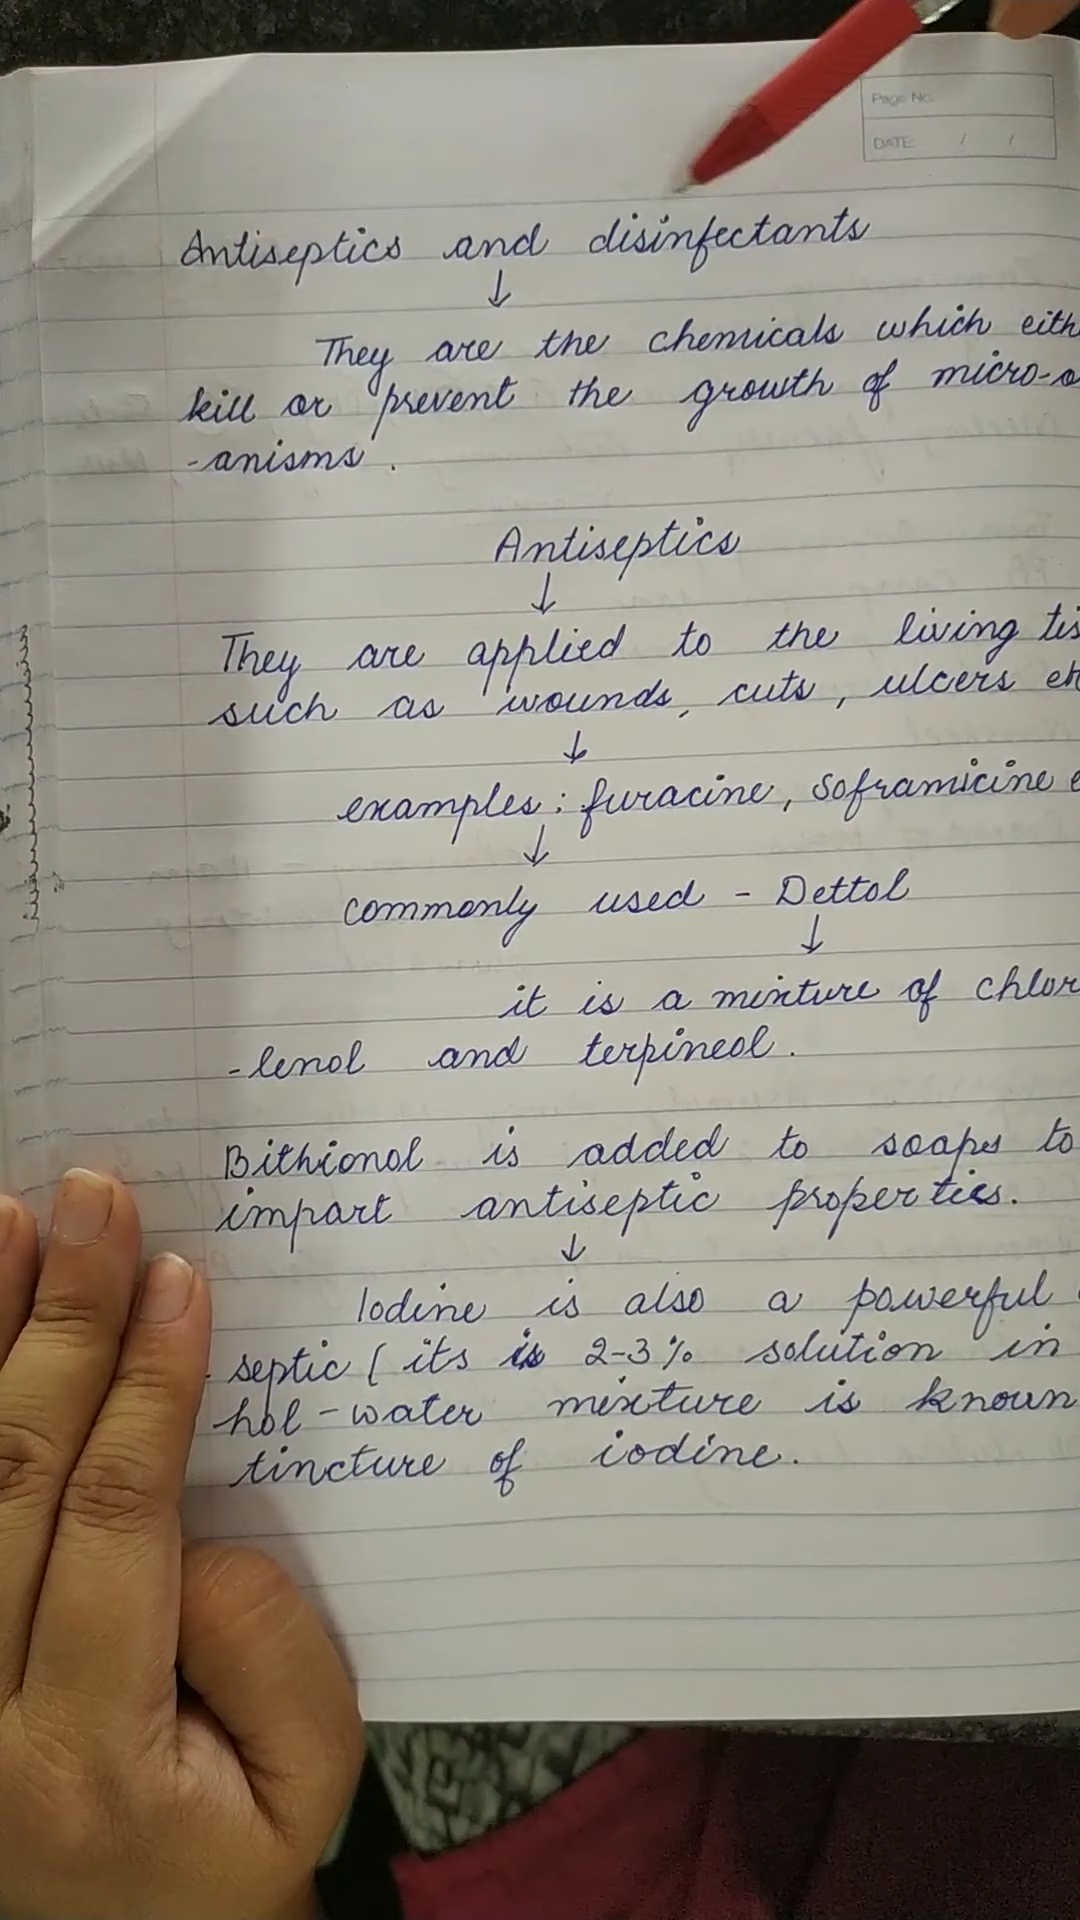 Page No.
DATE: / /
Antiseptics and disinfectants
↓
They are the chemicals which eith
kill or prevent the growth of micro-o
-anisms.
Antiseptics
↓
They are applied to the living tis
such as wounds, cuts, ulcers et
↓
examples: furacine, soframicine e
↓
commonly used - Dettol
↓
it is a mixture of chlor
-lenol and terpineol.
Bithional is added to soaps to
impart antiseptic properties.
↓
Iodine is also a powerful
septic (its is 2-3% solution in
hol-water mixture is known
tincture of iodine.